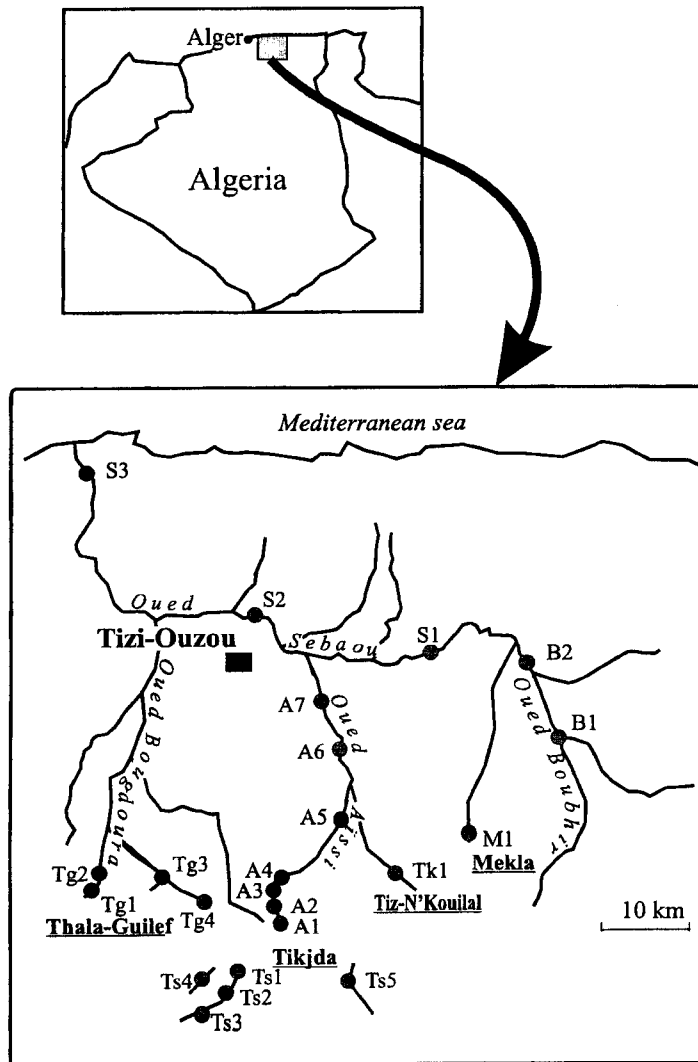 Alger
Algeria
Mediterranean sea
S3
Oued
S2
Tizi-Ouzou
Sebaou
S1
B2
A7
Oued
Oued Bougdoura
Oued Boubhir
B1
A6
A5
Aïssi
M1
Mekla
Tg2
Tg3
A4
Tk1
Tg1
A3
Tiz-N'Kouilal
Thala-Guilef
Tg4
A2
10 km
A1
Tikjda
Ts4
Ts1
Ts5
Ts2
Ts3